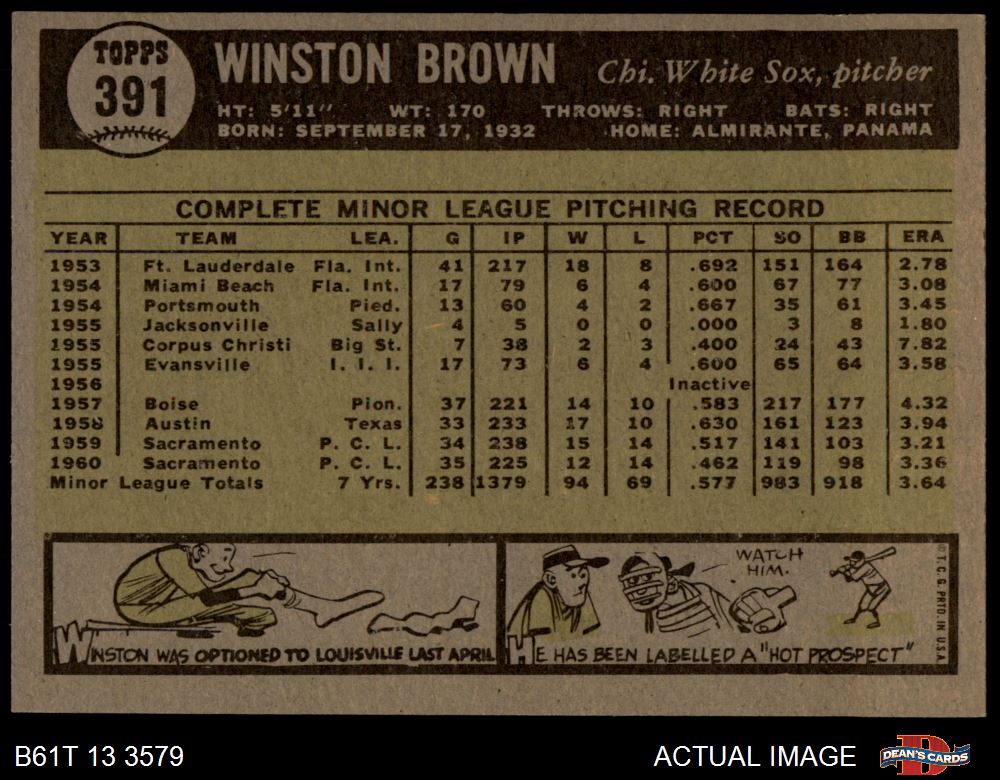 TOPPS
391
WINSTON BROWN Chi. White Sox, pitcher
HT: 5'11" WT: 170 THROWS: RIGHT BATS: RIGHT
BORN: SEPTEMBER 17, 1932 HOME: ALMIRANTE, PANAMA
COMPLETE MINOR LEAGUE PITCHING RECORD
YEAR TEAM LEA. G IP W L PCT SO BB ERA
1953 Ft. Lauderdale Fla. Int. 41 217 18 8 .692 151 164 2.78
1954 Miami Beach Fla. Int. 17 79 6 4 .600 67 77 3.08
1954 Portsmouth Pied. 13 60 4 2 .667 35 61 3.45
1955 Jacksonville Sally 4 5 0 0 .000 3 8 1.80
1955 Corpus Christi Big St. 7 38 2 3 .400 24 43 7.82
1955 Evansville I. I. I. 17 73 6 4 .600 65 64 3.58
1956 Inactive
1957 Boise Pion. 37 221 14 10 .583 217 177 4.32
1958 Austin Texas 33 233 17 10 .630 161 123 3.94
1959 Sacramento P. C. L. 34 238 15 14 .517 141 103 3.21
1960 Sacramento P. C. L. 35 225 12 14 .462 119 98 3.36
Minor League Totals 7 Yrs. 238 1379 94 69 .577 983 918 3.64
WINSTON WAS OPTIONED TO LOUISVILLE LAST APRIL
WATCH
HIM.
HE HAS BEEN LABELLED A "HOT PROSPECT"
© T. C. G. PRTD. IN U.S.A.
B61T 13 3579
ACTUAL IMAGE
D
DEAN'S CARDS